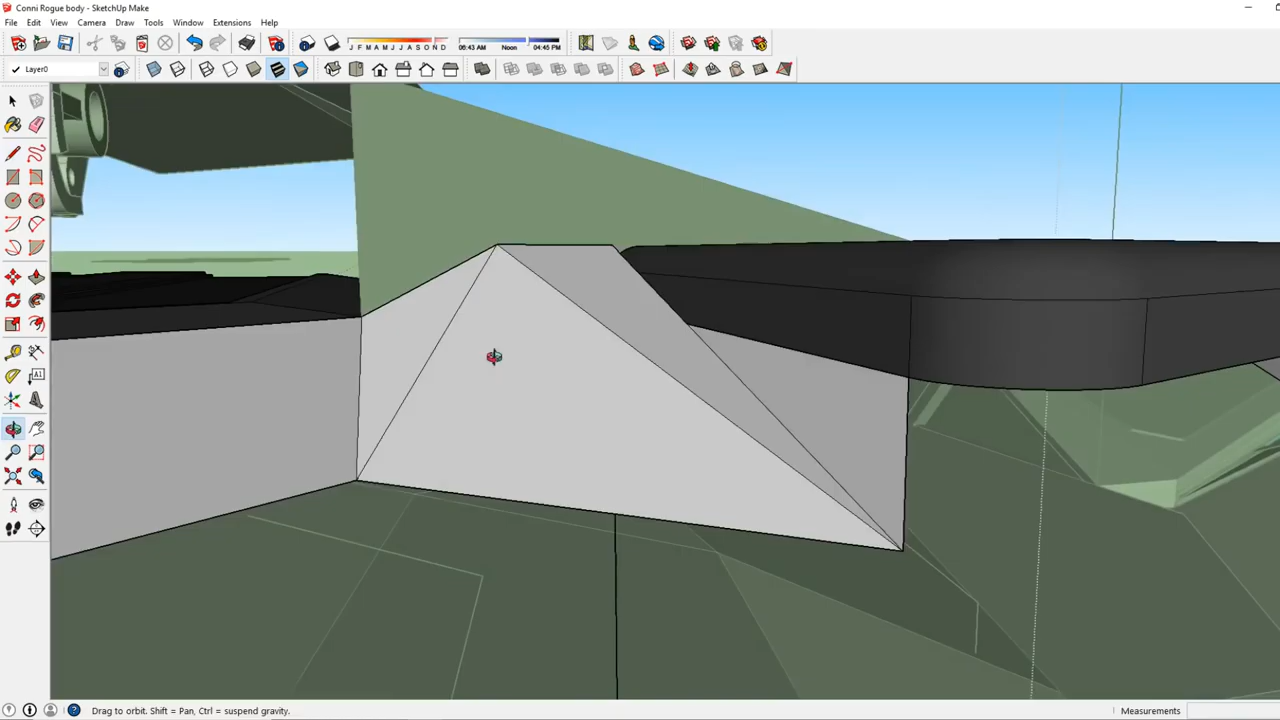 Conni Rogue body - SketchUp Make
File Edit View Camera Draw Tools Window Extensions Help
J F M A M J J A S O N D 06:43 AM Noon 04:45 PM
Layer0
A1
Drag to orbit. Shift = Pan, Ctrl = suspend gravity. Measurements